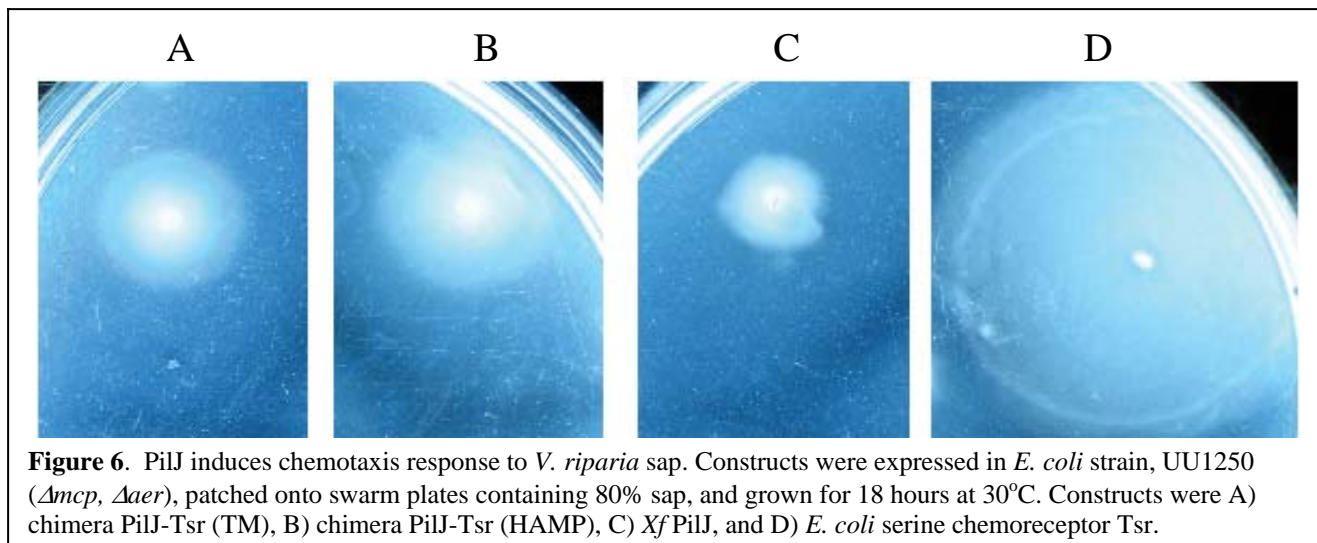 A B C D
Figure 6. PilJ induces chemotaxis response to V. riparia sap. Constructs were expressed in E. coli strain, UU1250
(Δmcp, Δaer), patched onto swarm plates containing 80% sap, and grown for 18 hours at 30°C. Constructs were A)
chimera PilJ-Tsr (TM), B) chimera PilJ-Tsr (HAMP), C) Xf PilJ, and D) E. coli serine chemoreceptor Tsr.